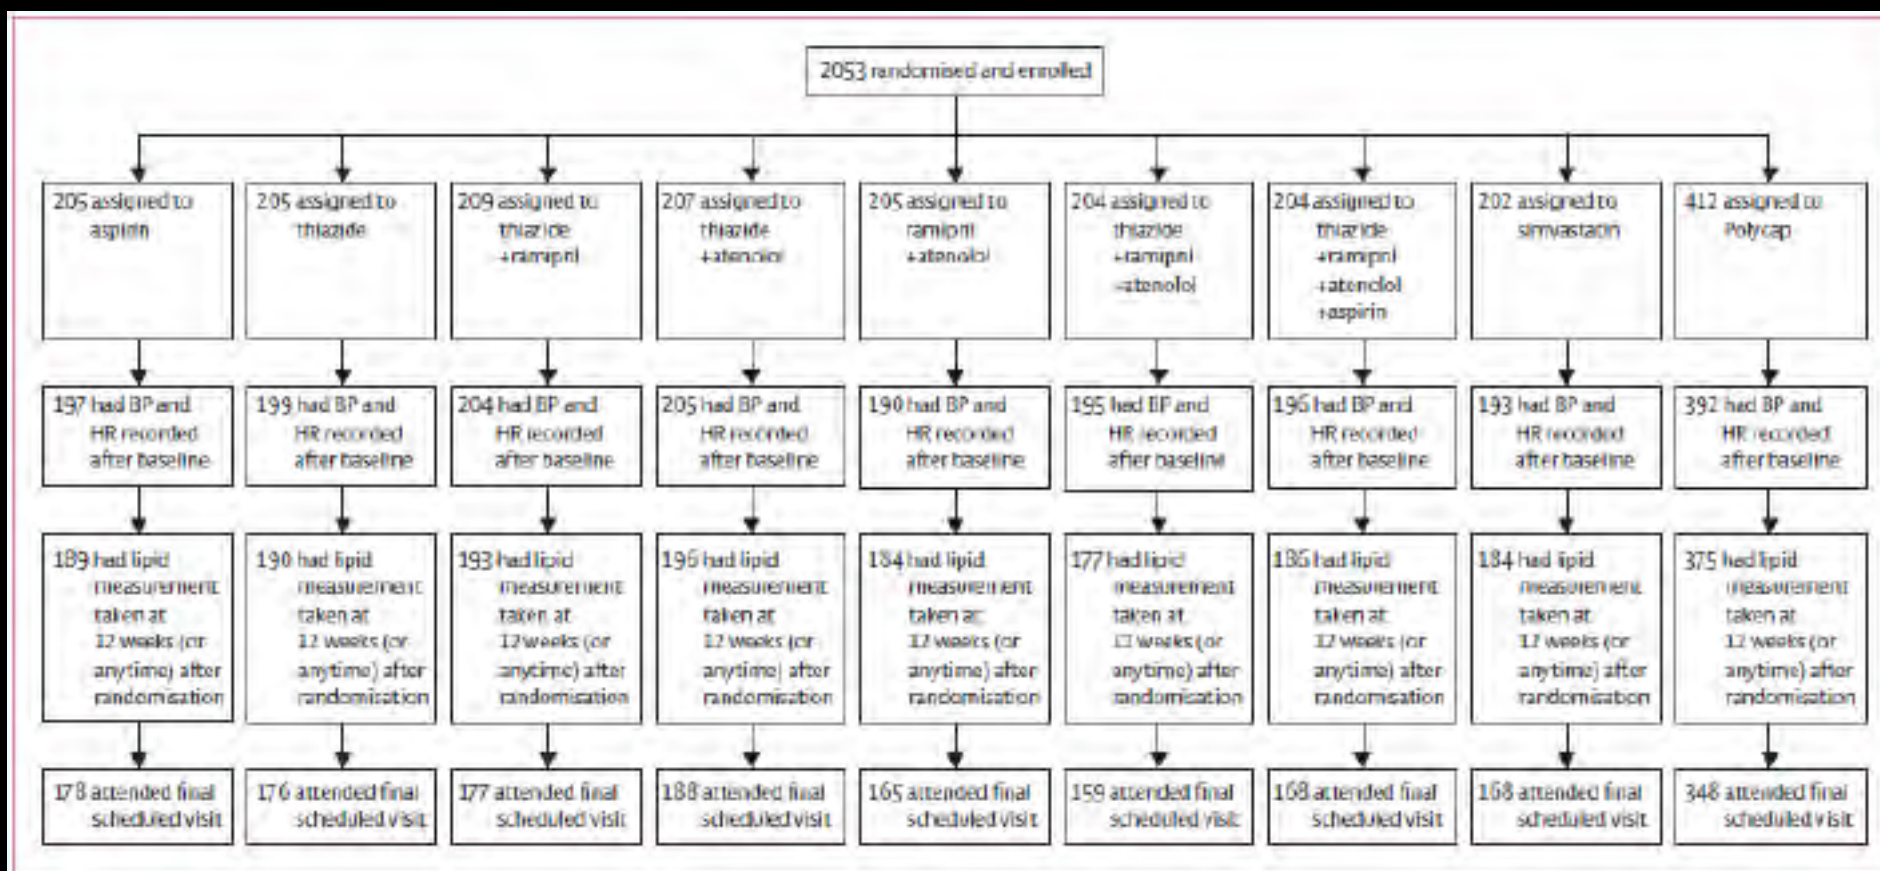 2053 randomised and enrolled
205 assigned to
aspirin
205 assigned to
thiazide
209 assigned to
thiazide
+ramipril
207 assigned to
thiazide
+atenolol
205 assigned to
ramipril
+atenolol
204 assigned to
thiazide
+ramipril
+atenolol
204 assigned to
thiazide
+ramipril
+atenolol
+aspirin
202 assigned to
simvastatin
412 assigned to
Polycap
197 had BP and
HR recorded
after baseline
199 had BP and
HR recorded
after baseline
204 had BP and
HR recorded
after baseline
205 had BP and
HR recorded
after baseline
190 had BP and
HR recorded
after baseline
195 had BP and
HR recorded
after baseline
196 had BP and
HR recorded
after baseline
193 had BP and
HR recorded
after baseline
392 had BP and
HR recorded
after baseline
189 had lipid
measurement
taken at
12 weeks (or
anytime) after
randomisation
190 had lipid
measurement
taken at
12 weeks (or
anytime) after
randomisation
193 had lipid
measurement
taken at
12 weeks (or
anytime) after
randomisation
196 had lipid
measurement
taken at
12 weeks (or
anytime) after
randomisation
184 had lipid
measurement
taken at
12 weeks (or
anytime) after
randomisation
177 had lipid
measurement
taken at
12 weeks (or
anytime) after
randomisation
186 had lipid
measurement
taken at
12 weeks (or
anytime) after
randomisation
184 had lipid
measurement
taken at
12 weeks (or
anytime) after
randomisation
375 had lipid
measurement
taken at
12 weeks (or
anytime) after
randomisation
178 attended final
scheduled visit
176 attended final
scheduled visit
177 attended final
scheduled visit
188 attended final
scheduled visit
165 attended final
scheduled visit
159 attended final
scheduled visit
168 attended final
scheduled visit
168 attended final
scheduled visit
348 attended final
scheduled visit